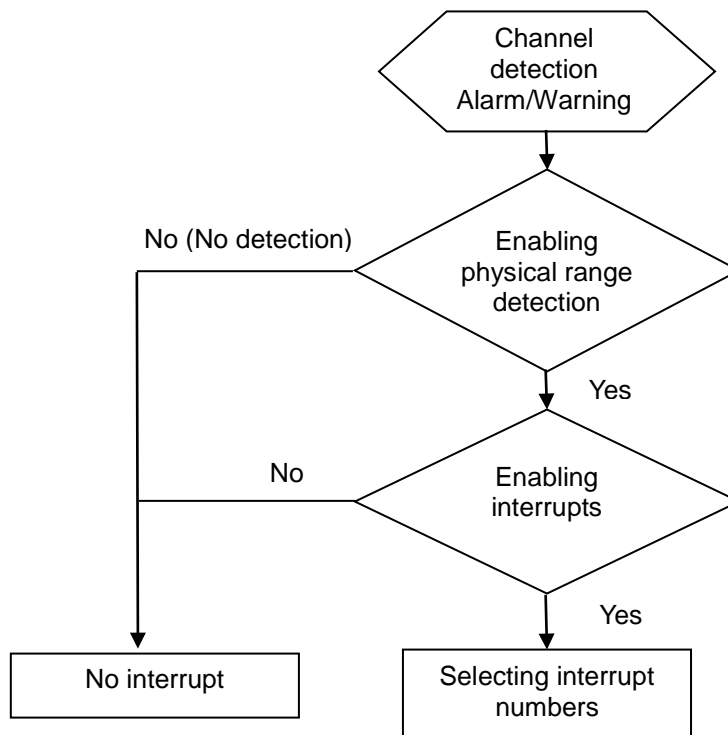 Channel
detection
Alarm/Warning
No (No detection)
Enabling
physical range
detection
Yes
No
Enabling
interrupts
Yes
No interrupt
Selecting interrupt
numbers